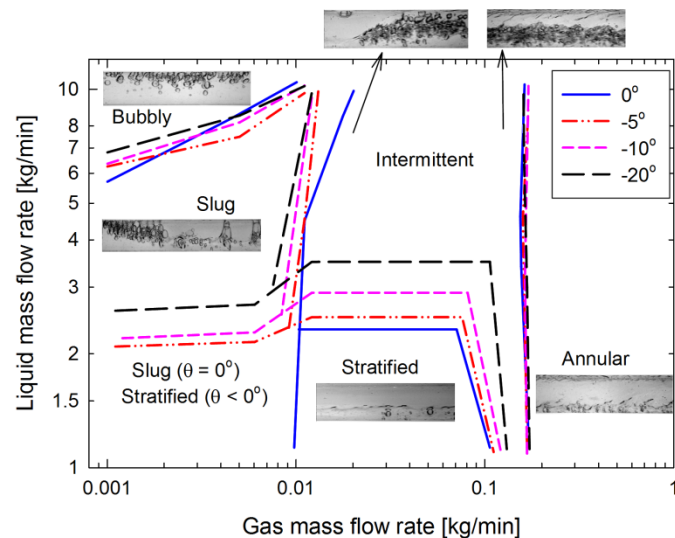 10
8
7
6
5
4
3
2
1.5
1
0.001
0.01
0.1
1
Liquid mass flow rate [kg/min]
Gas mass flow rate [kg/min]
Bubbly
Slug
Intermittent
Slug (θ = 0°)
Stratified (θ < 0°)
Stratified
Annular
0°
-5°
-10°
-20°